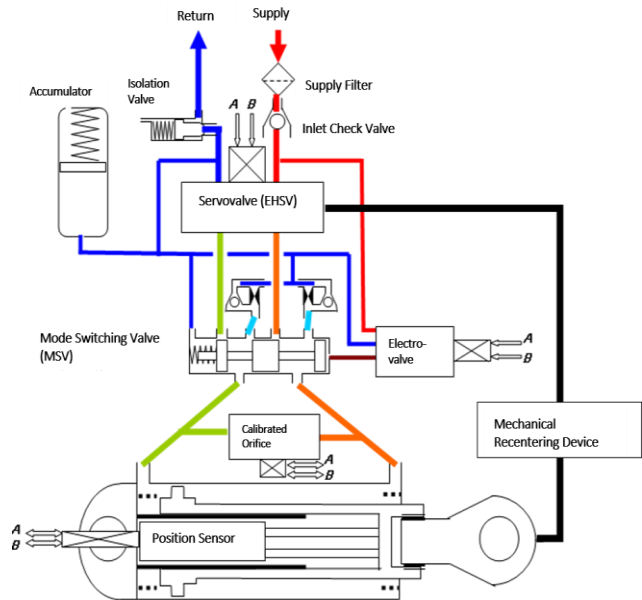 Return
Supply
Supply Filter
Isolation
Valve
Accumulator
A
B
Inlet Check Valve
Servovalve (EHSV)
Mode Switching Valve
(MSV)
Electro-
valve
A
B
Calibrated
Orifice
Mechanical
Recentering Device
A
B
A
B
Position Sensor